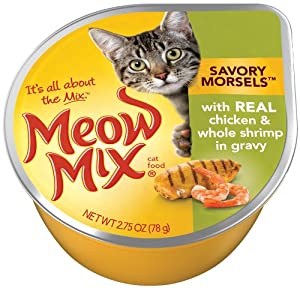 It's all about
the Mix.™
Meow
Mix®
cat
food
SAVORY
MORSELS™
with REAL
chicken &
whole shrimp
in gravy
NET WT 2.75 OZ (78 g)